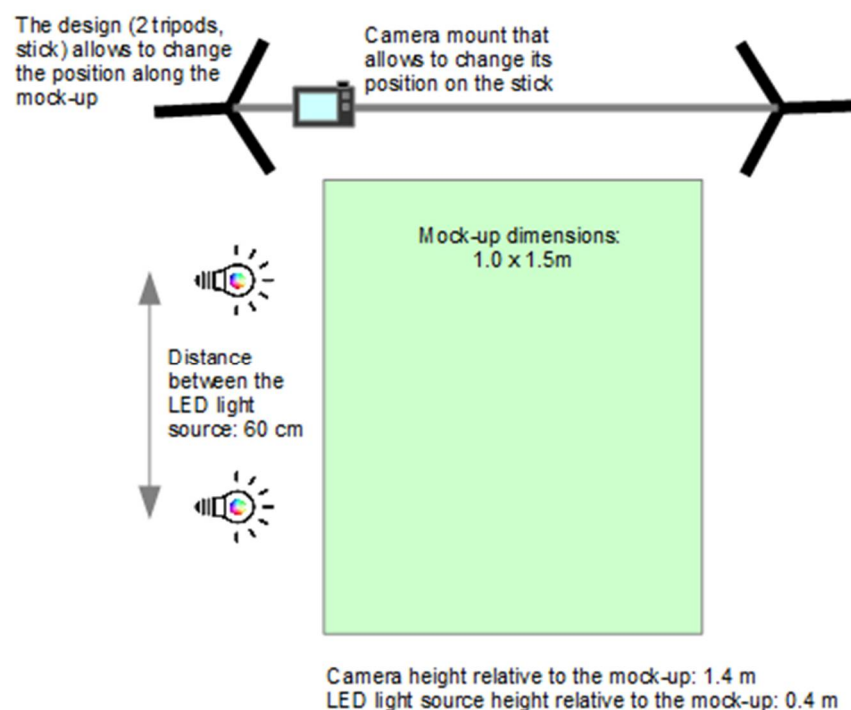 The design (2 tripods,
stick) allows to change
the position along the
mock-up
Camera mount that
allows to change its
position on the stick
Mock-up dimensions:
1.0 x 1.5m
Distance
between the
LED light
source: 60 cm
Camera height relative to the mock-up: 1.4 m
LED light source height relative to the mock-up: 0.4 m